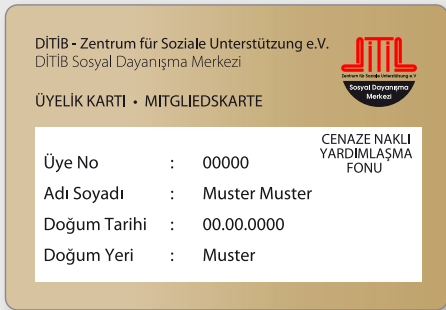 DİTİB - Zentrum für Soziale Unterstützung e.V.
DİTİB Sosyal Dayanışma Merkezi
DİTİB
Zentrum für Soziale Unterstützung e.V
Sosyal Dayanışma
Merkezi
ÜYELİK KARTI • MITGLIEDSKARTE
CENAZE NAKLI
YARDIMLAŞMA
FONU
Üye No : 00000
Adı Soyadı : Muster Muster
Doğum Tarihi : 00.00.0000
Doğum Yeri : Muster